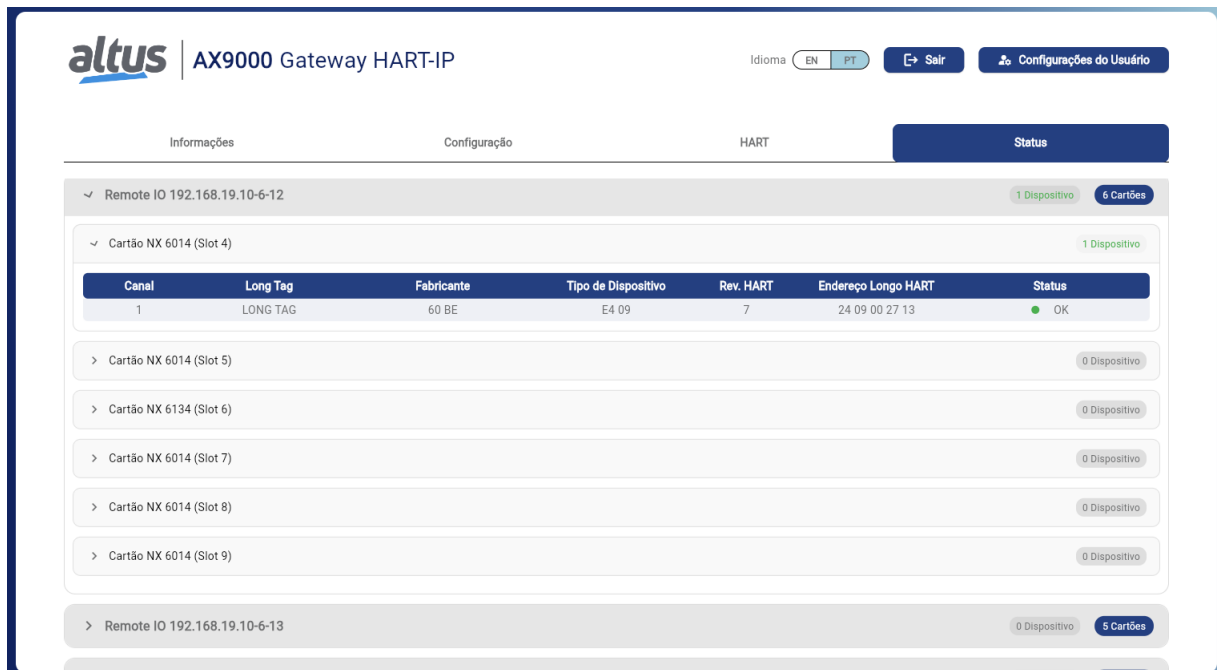 altus AX9000 Gateway HART-IP Idioma EN PT Sair Configurações do Usuário
Informações Configuração HART Status
Remote IO 192.168.19.10-6-12 1 Dispositivo 6 Cartões
Cartão NX 6014 (Slot 4) 1 Dispositivo
Canal Long Tag Fabricante Tipo de Dispositivo Rev. HART Endereço Longo HART Status
1 LONG TAG 60 BE E4 09 7 24 09 00 27 13 OK
Cartão NX 6014 (Slot 5) 0 Dispositivo
Cartão NX 6134 (Slot 6) 0 Dispositivo
Cartão NX 6014 (Slot 7) 0 Dispositivo
Cartão NX 6014 (Slot 8) 0 Dispositivo
Cartão NX 6014 (Slot 9) 0 Dispositivo
Remote IO 192.168.19.10-6-13 0 Dispositivo 5 Cartões